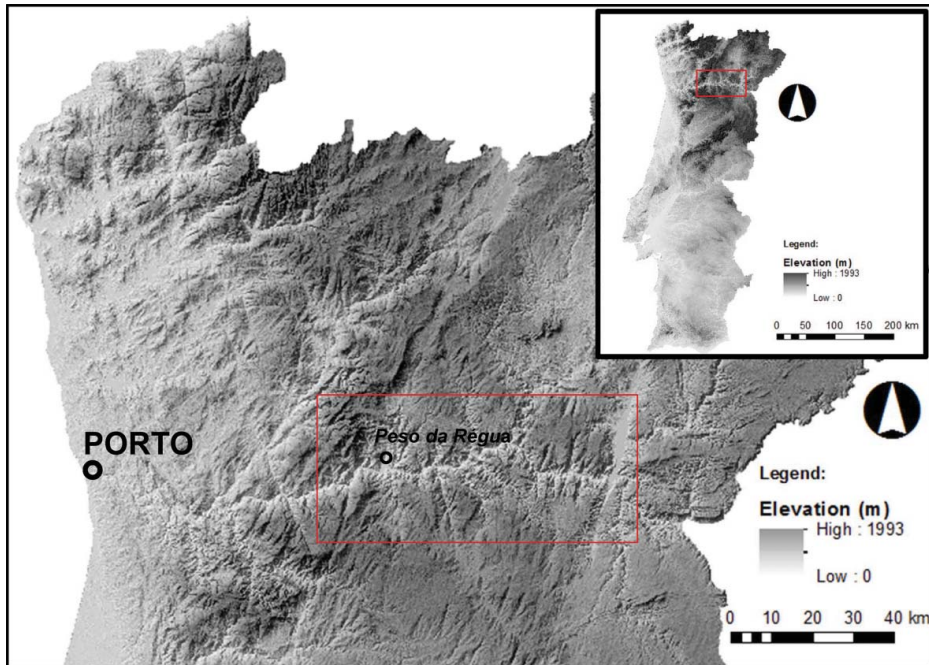 PORTO
Peso da Règua
Legend:
Elevation (m)
High : 1993
Low : 0
0 50 100 150 200 km
Legend:
Elevation (m)
High : 1993
Low : 0
0 10 20 30 40 km